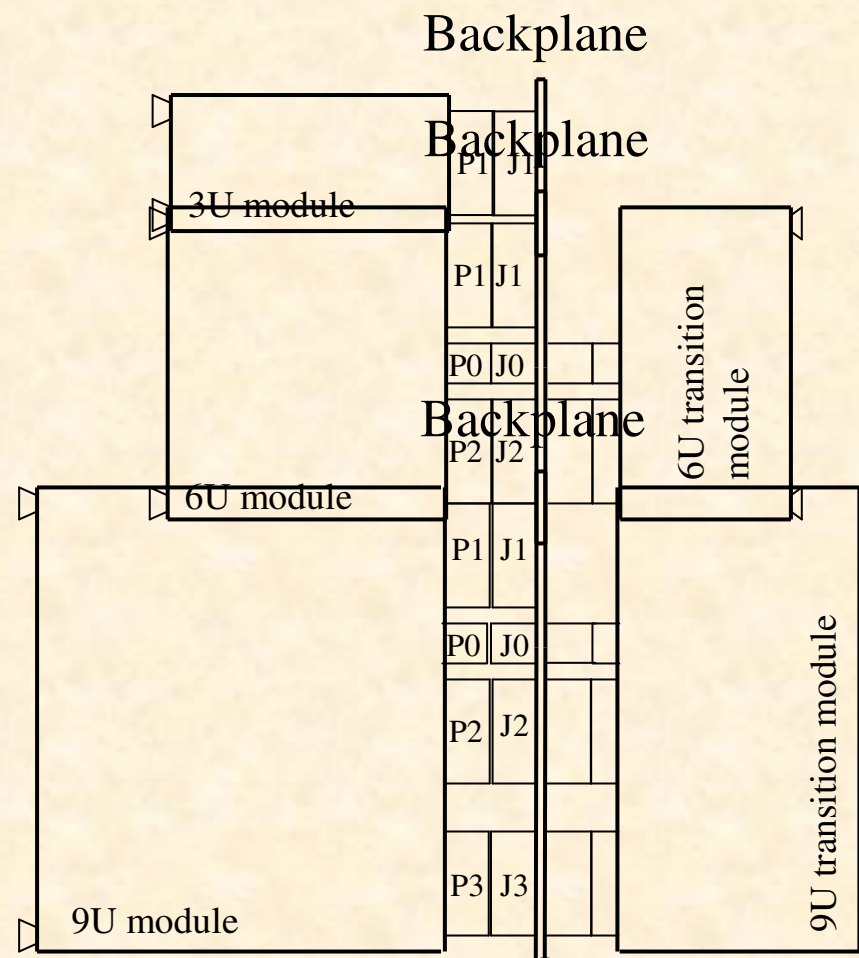 Backplane
Backplane
P1 J1
3U module
P1 J1
P0 J0
6U transition
module
Backplane
P2 J2
6U module
P1 J1
P0 J0
P2 J2
9U transition module
P3 J3
9U module